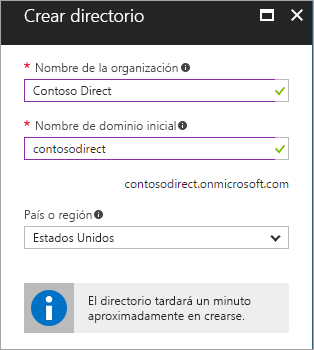 Crear directorio
* Nombre de la organización
Contoso Direct
* Nombre de dominio inicial
contosodirect
contosodirect.onmicrosoft.com
País o región
Estados Unidos
El directorio tardará un minuto
aproximadamente en crearse.